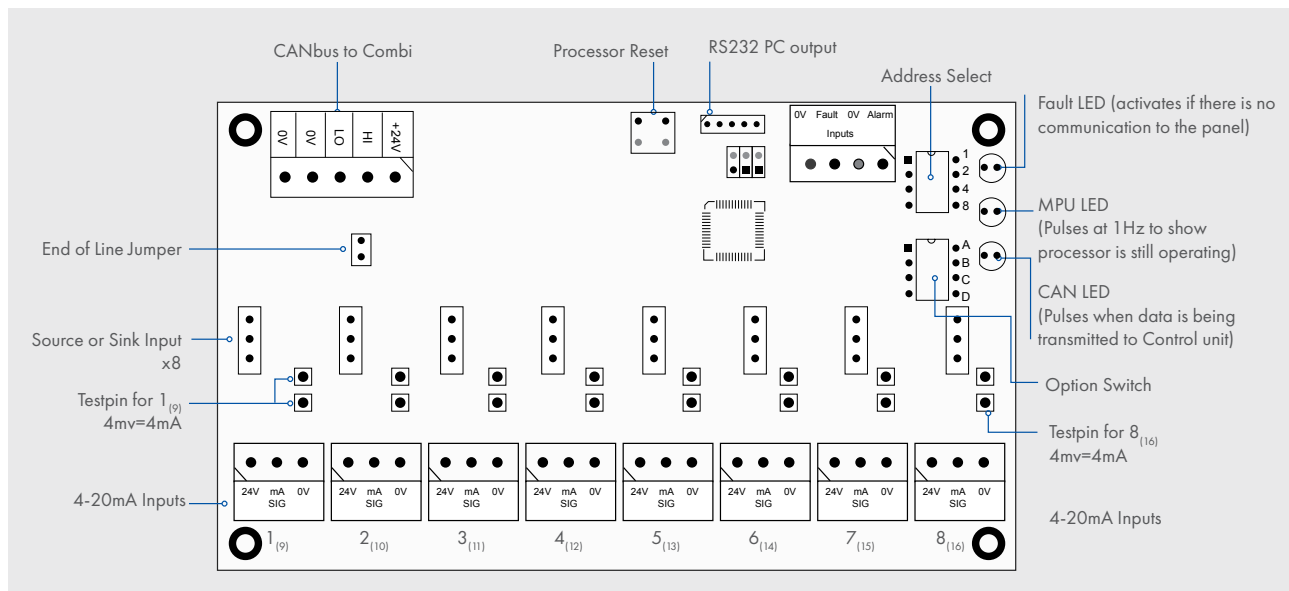 CANbus to Combi
Processor Reset
RS232 PC output
Address Select
Fault LED (activates if there is no
communication to the panel)
0V
0V
LO
HI
+24V
0V Fault 0V Alarm
Inputs
1
2
4
8
MPU LED
(Pulses at 1Hz to show
processor is still operating)
End of Line Jumper
A
B
C
D
CAN LED
(Pulses when data is being
transmitted to Control unit)
Source or Sink Input
x8
Option Switch
Testpin for 1(9)
4mv=4mA
Testpin for 8(16)
4mv=4mA
4-20mA Inputs
24V mA 0V
SIG
24V mA 0V
SIG
24V mA 0V
SIG
24V mA 0V
SIG
24V mA 0V
SIG
24V mA 0V
SIG
24V mA 0V
SIG
24V mA 0V
SIG
4-20mA Inputs
1(9) 2(10) 3(11) 4(12) 5(13) 6(14) 7(15) 8(16)